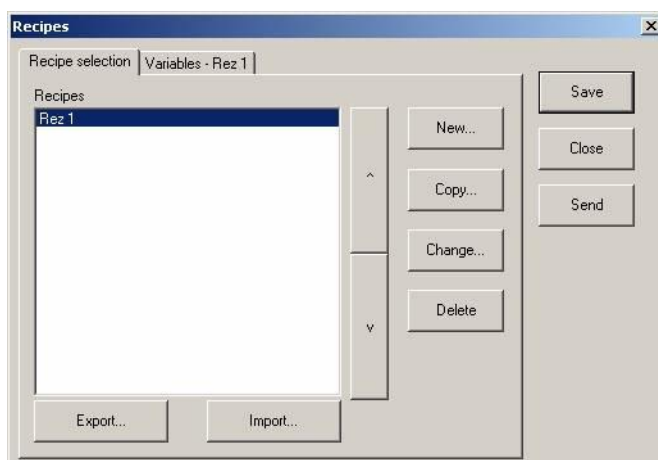 Recipes
Recipe selection
Variables - Rez 1
Recipes
Rez 1
^
v
New...
Copy...
Change...
Delete
Export...
Import...
Save
Close
Send